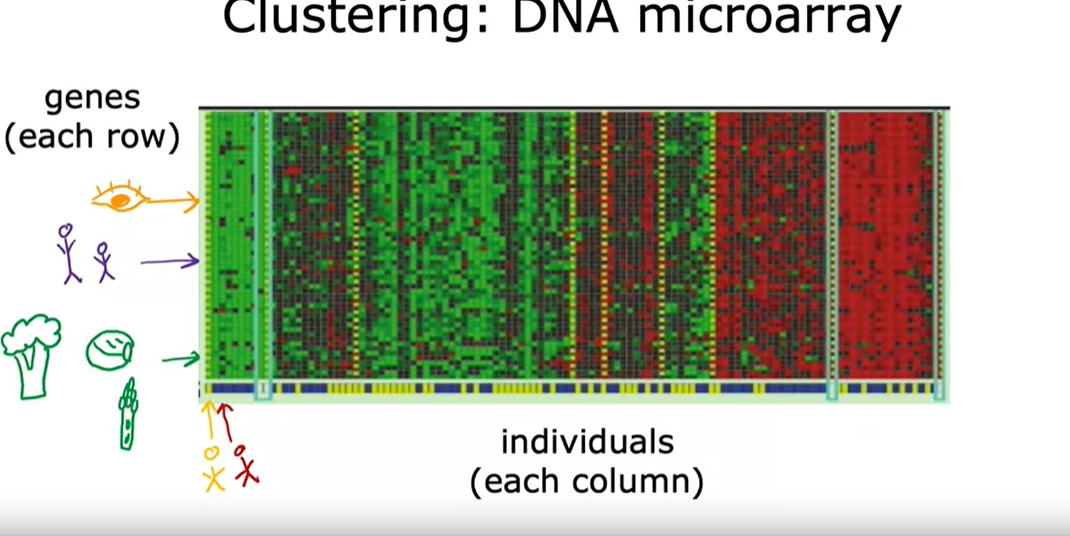 Clustering: DNA microarray
genes
(each row)
individuals
(each column)